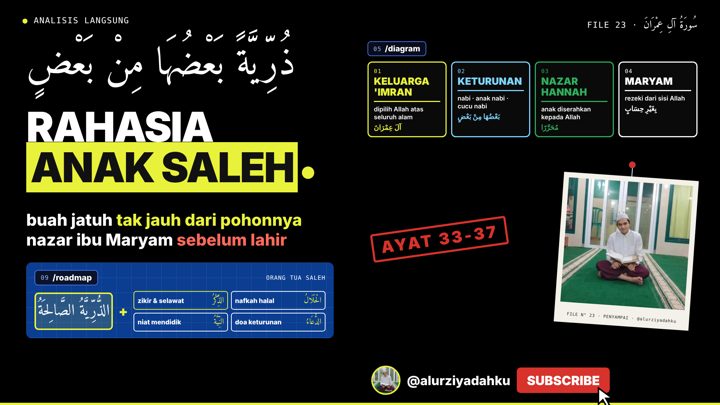 ANALISIS LANGSUNG
ذُرِّيَّةً بَعْضُهَا مِنْ بَعْضٍ
RAHASIA
ANAK SALEH
buah jatuh tak jauh dari pohonnya
nazar ibu Maryam sebelum lahir
09 /roadmap
ORANG TUA SALEH
الذُّرِّيَّةُ الصَّالِحَةُ
+
zikir & selawat الذِّكْرُ
nafkah halal الْحَلَالُ
niat mendidik النِّيَّةُ
doa keturunan الدُّعَاءُ
FILE 23 · سُورَةُ آلِ عِمْرَانَ
05 /diagram
01
KELUARGA
'IMRAN
dipilih Allah atas
seluruh alam
آلَ عِمْرَانَ
02
KETURUNAN
nabi · anak nabi ·
cucu nabi
بَعْضُهَا مِنْ بَعْضٍ
03
NAZAR
HANNAH
anak diserahkan
kepada Allah
مُحَرَّرًا
04
MARYAM
rezeki dari sisi Allah
بِغَيْرِ حِسَابٍ
AYAT 33-37
FILE N° 23 · PENYAMPAI · @alurziyadahku
@alurziyadahku
SUBSCRIBE